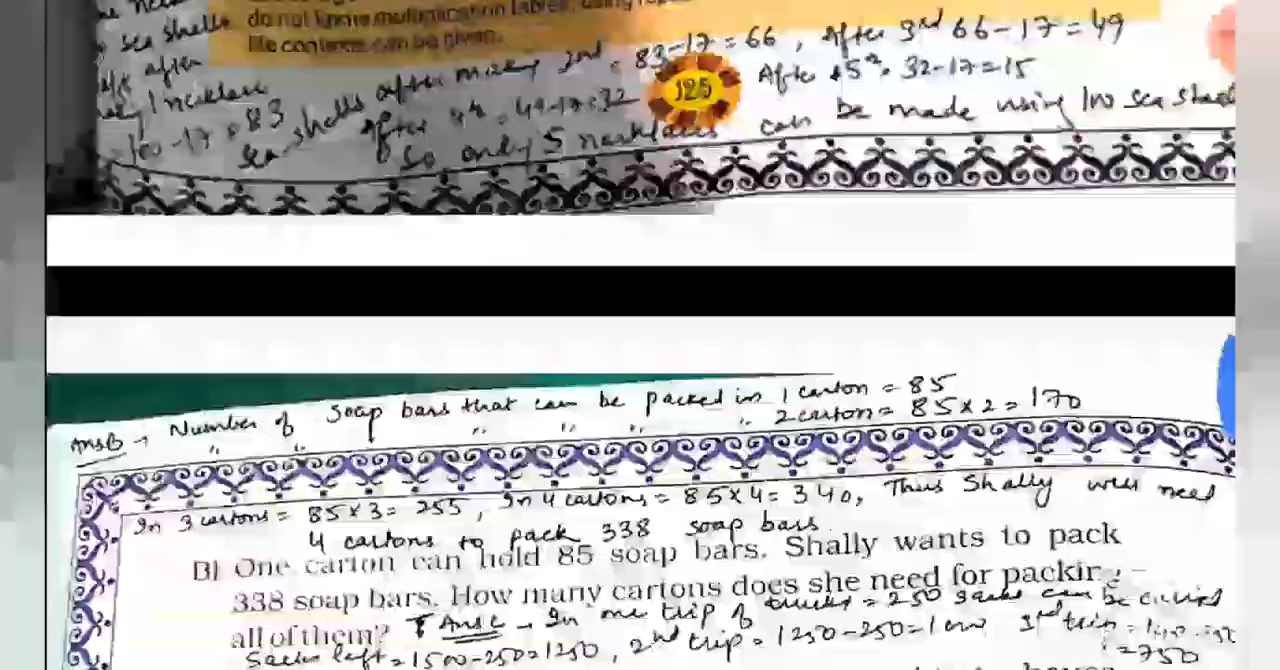 do not know multiplication tables, using
life contexts can be given.
sea shells
after
100-17=83
Sea shells after making 2nd = 83-17=66, After 3rd 66-17=49
After 4th = 49-17=32
After 5th = 32-17=15
125
So only 5 necklaces can be made using 100 sea
AnsB → Number of soap bars that can be packed in 1 carton = 85
" " " " " " 2 carton = 85×2=170
In 3 cartons = 85×3= 255, In 4 cartons = 85×4=340, Thus Shally will need
4 cartons to pack 338 soap bars.
B) One carton can hold 85 soap bars. Shally wants to pack
338 soap bars. How many cartons does she need for packing
all of them?
Ans C → In one trip of trucks = 250 sacks can be carried
Sacks left = 1500-250=1250, 2nd trip = 1250-250=1000 3rd trip
=750